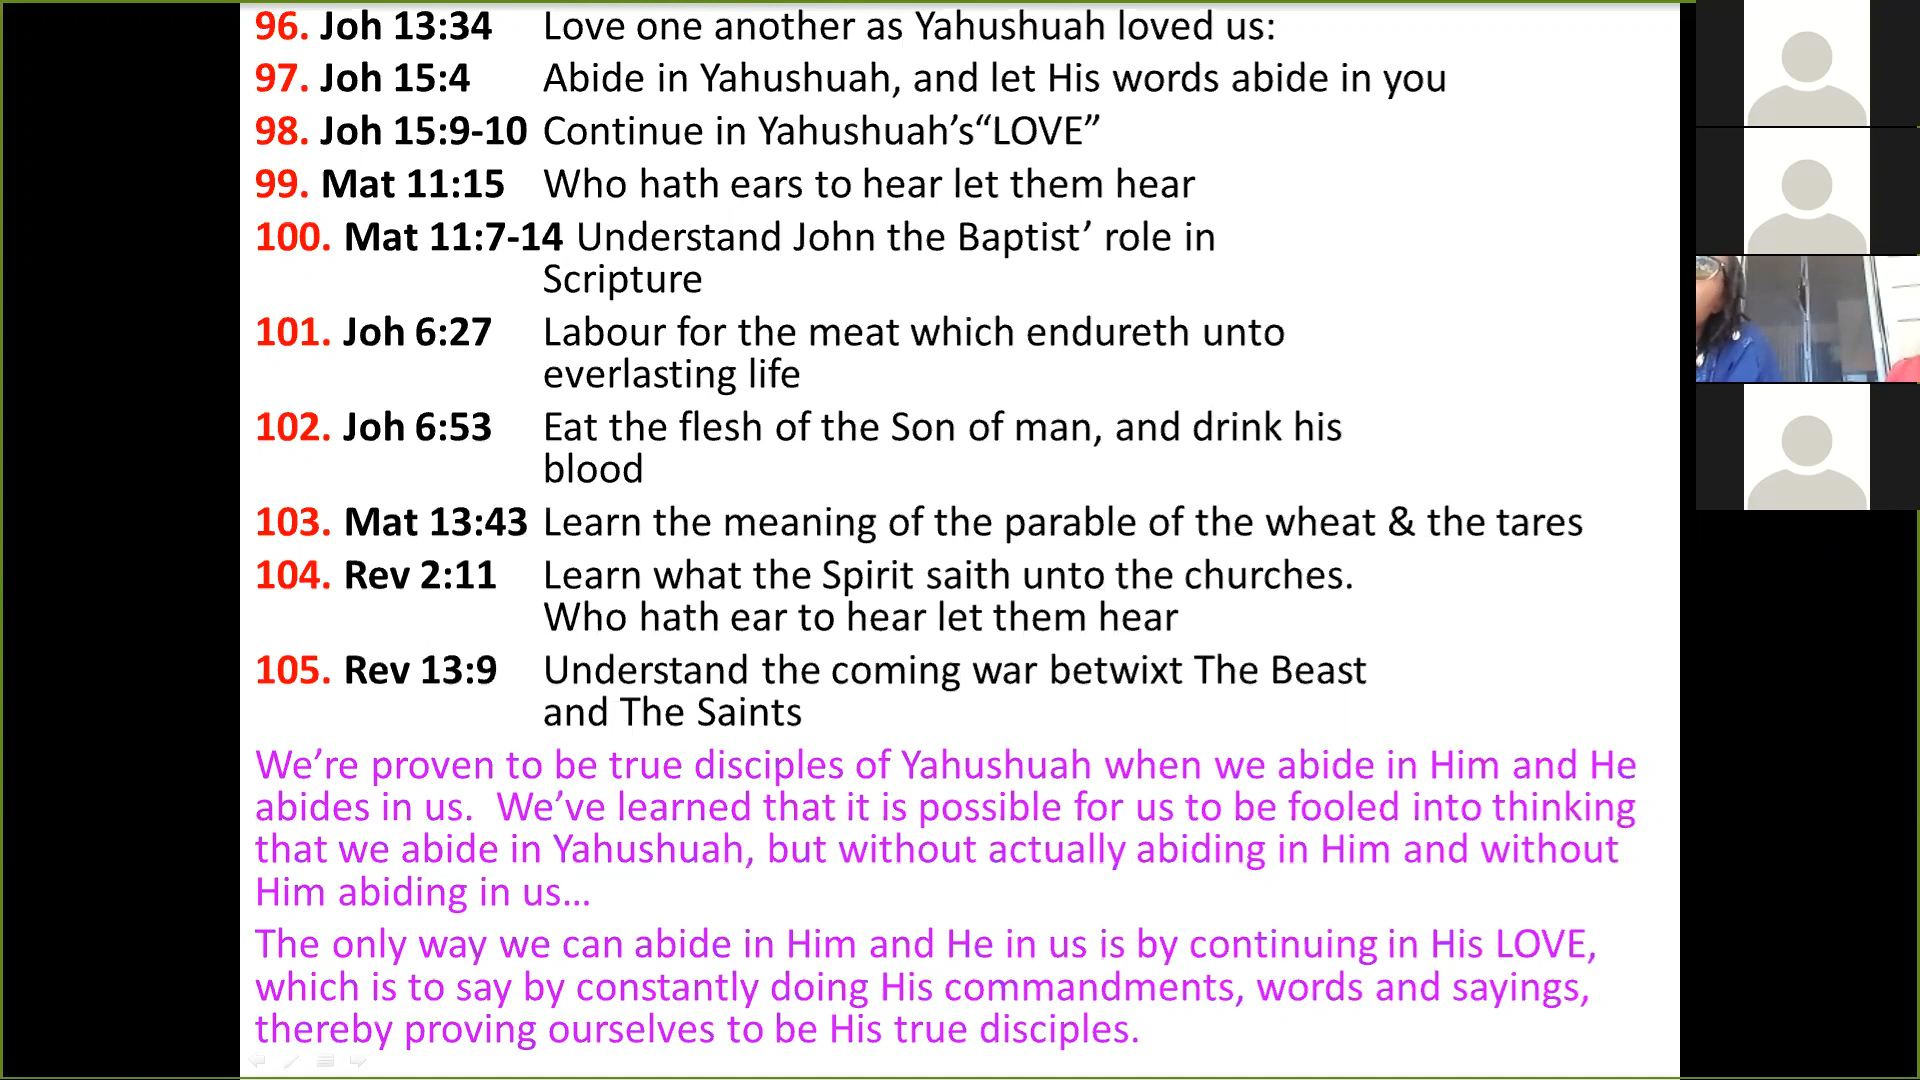 96. Joh 13:34 Love one another as Yahushuah loved us:
97. Joh 15:4 Abide in Yahushuah, and let His words abide in you
98. Joh 15:9-10 Continue in Yahushuah’s“LOVE”
99. Mat 11:15 Who hath ears to hear let them hear
100. Mat 11:7-14 Understand John the Baptist’ role in
Scripture
101. Joh 6:27 Labour for the meat which endureth unto
everlasting life
102. Joh 6:53 Eat the flesh of the Son of man, and drink his
blood
103. Mat 13:43 Learn the meaning of the parable of the wheat & the tares
104. Rev 2:11 Learn what the Spirit saith unto the churches.
Who hath ear to hear let them hear
105. Rev 13:9 Understand the coming war betwixt The Beast
and The Saints
We’re proven to be true disciples of Yahushuah when we abide in Him and He
abides in us.  We’ve learned that it is possible for us to be fooled into thinking
that we abide in Yahushuah, but without actually abiding in Him and without
Him abiding in us…
The only way we can abide in Him and He in us is by continuing in His LOVE,
which is to say by constantly doing His commandments, words and sayings,
thereby proving ourselves to be His true disciples.